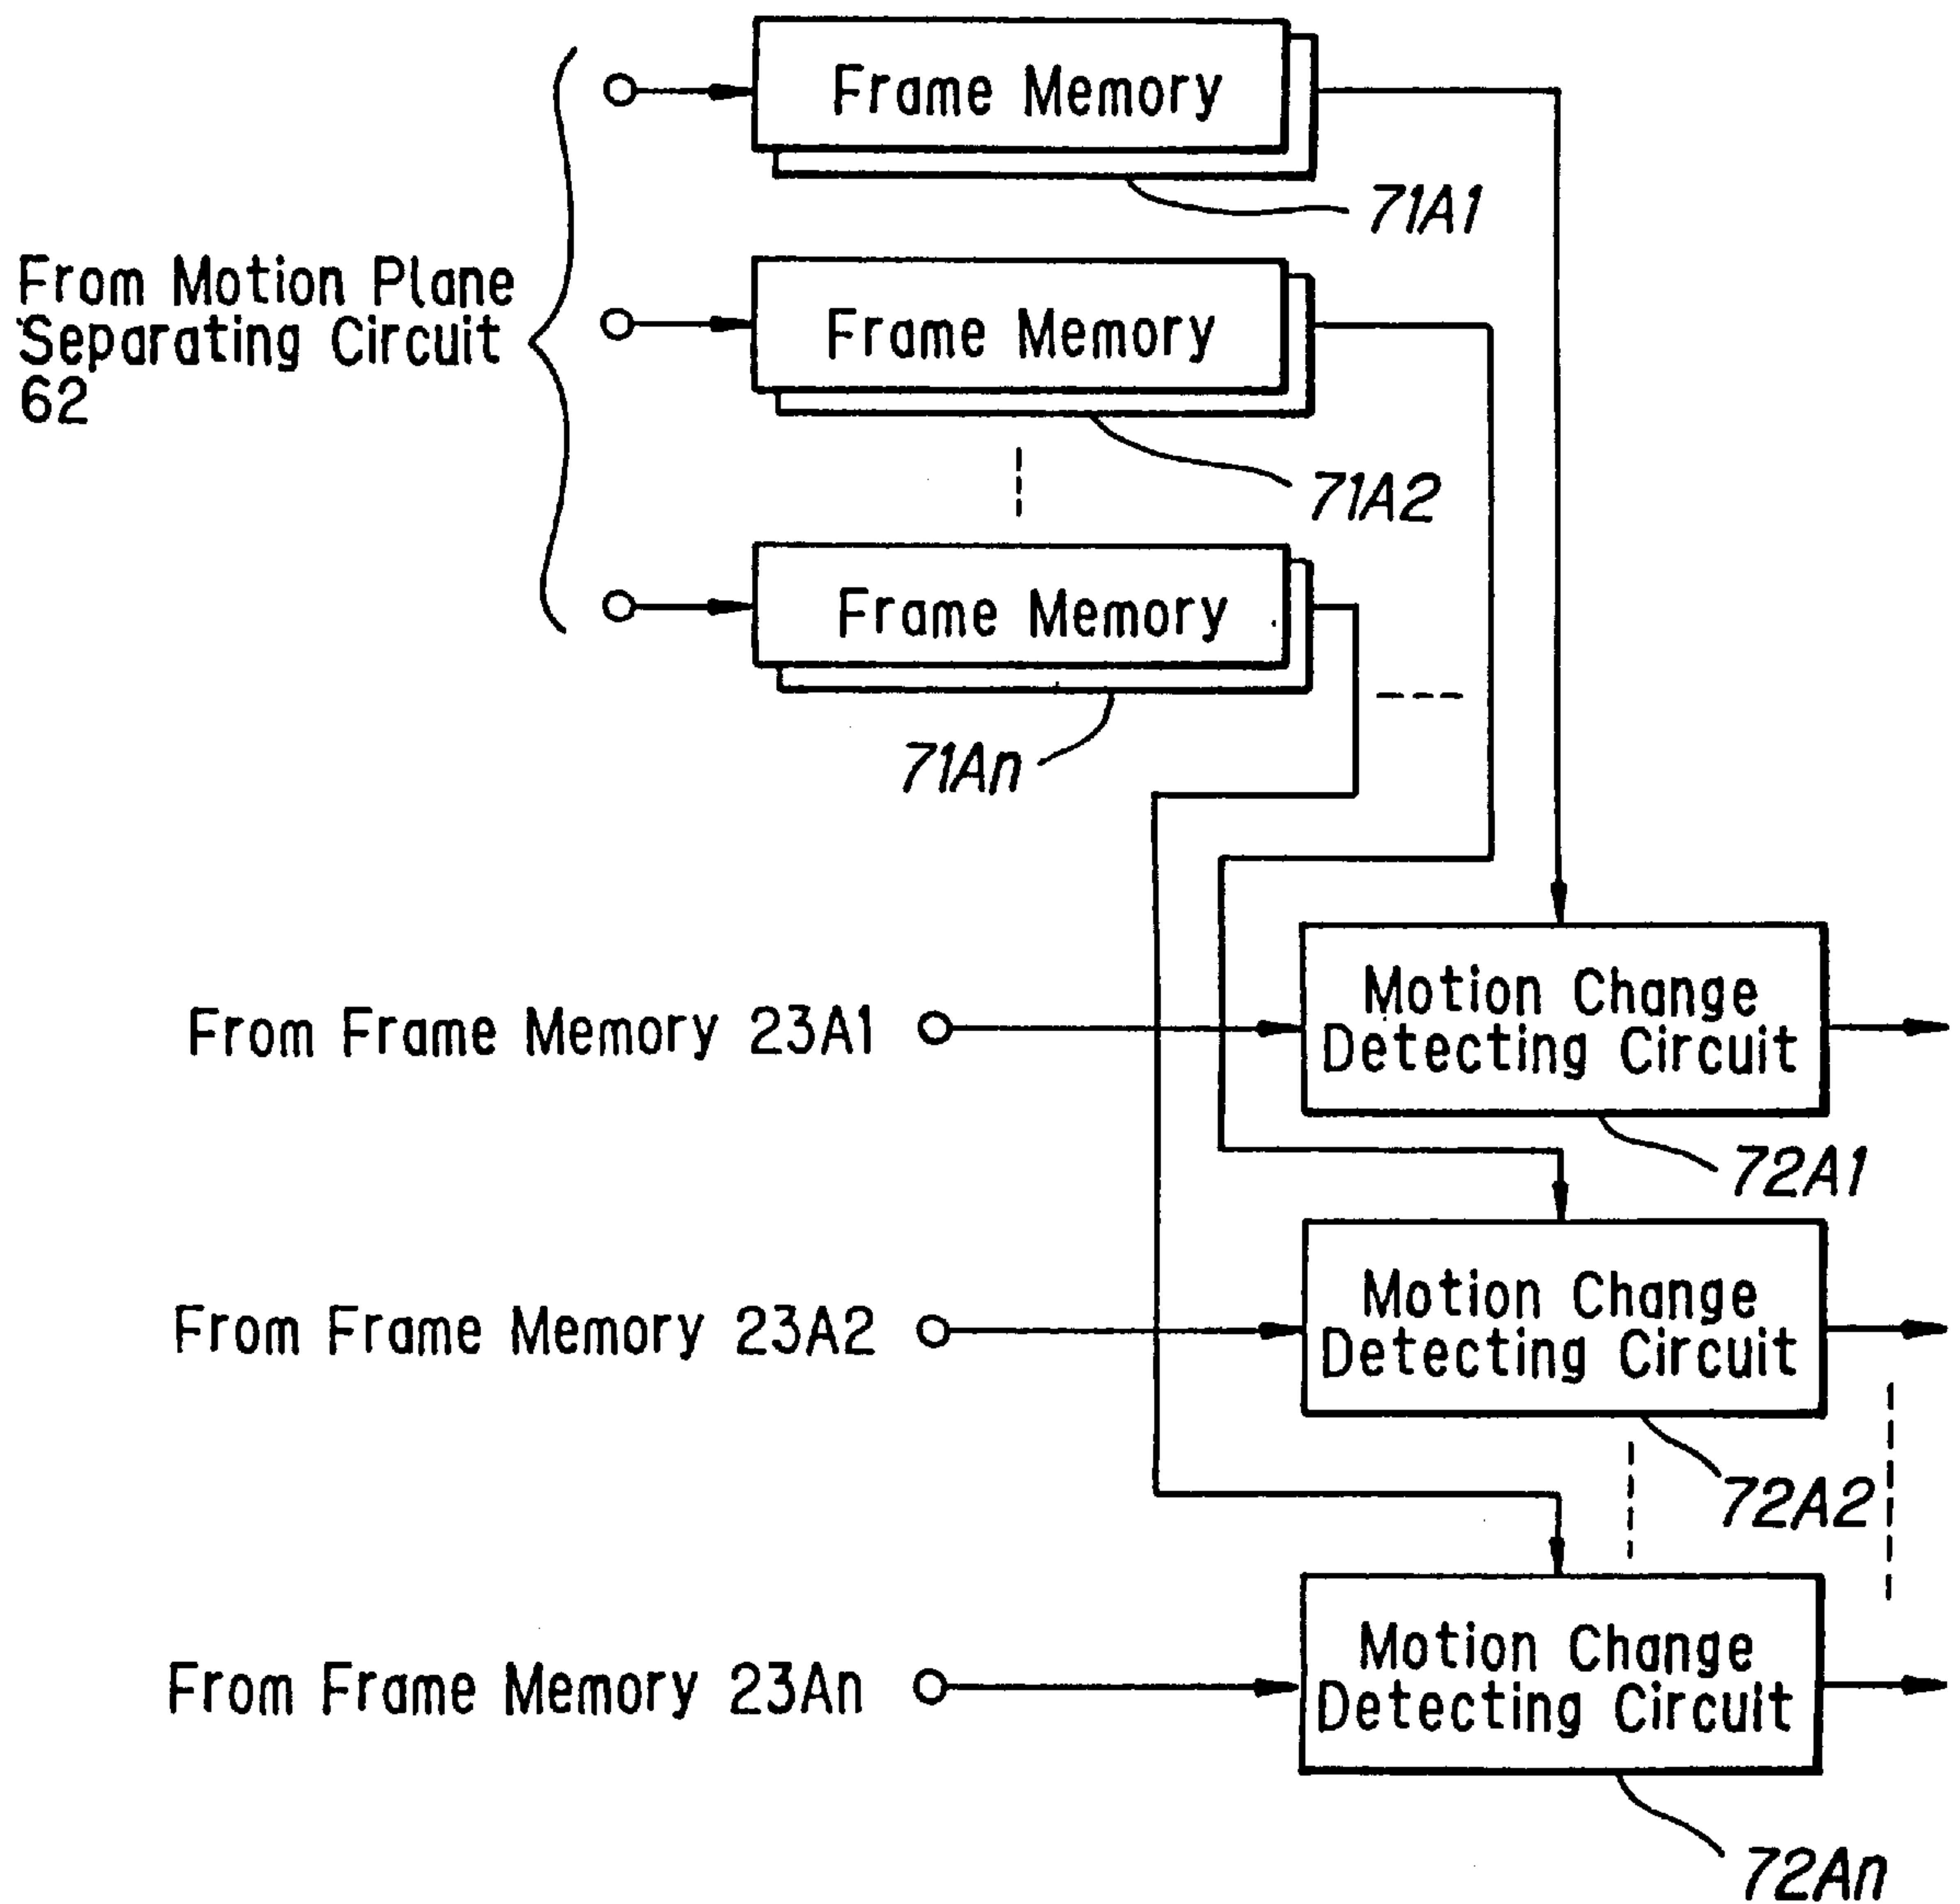 Frame Memory
71A1
From Motion Plane
Separating Circuit
62
Frame Memory
71A2
Frame Memory
71An
From Frame Memory 23A1
Motion Change
Detecting Circuit
72A1
From Frame Memory 23A2
Motion Change
Detecting Circuit
72A2
From Frame Memory 23An
Motion Change
Detecting Circuit
72An